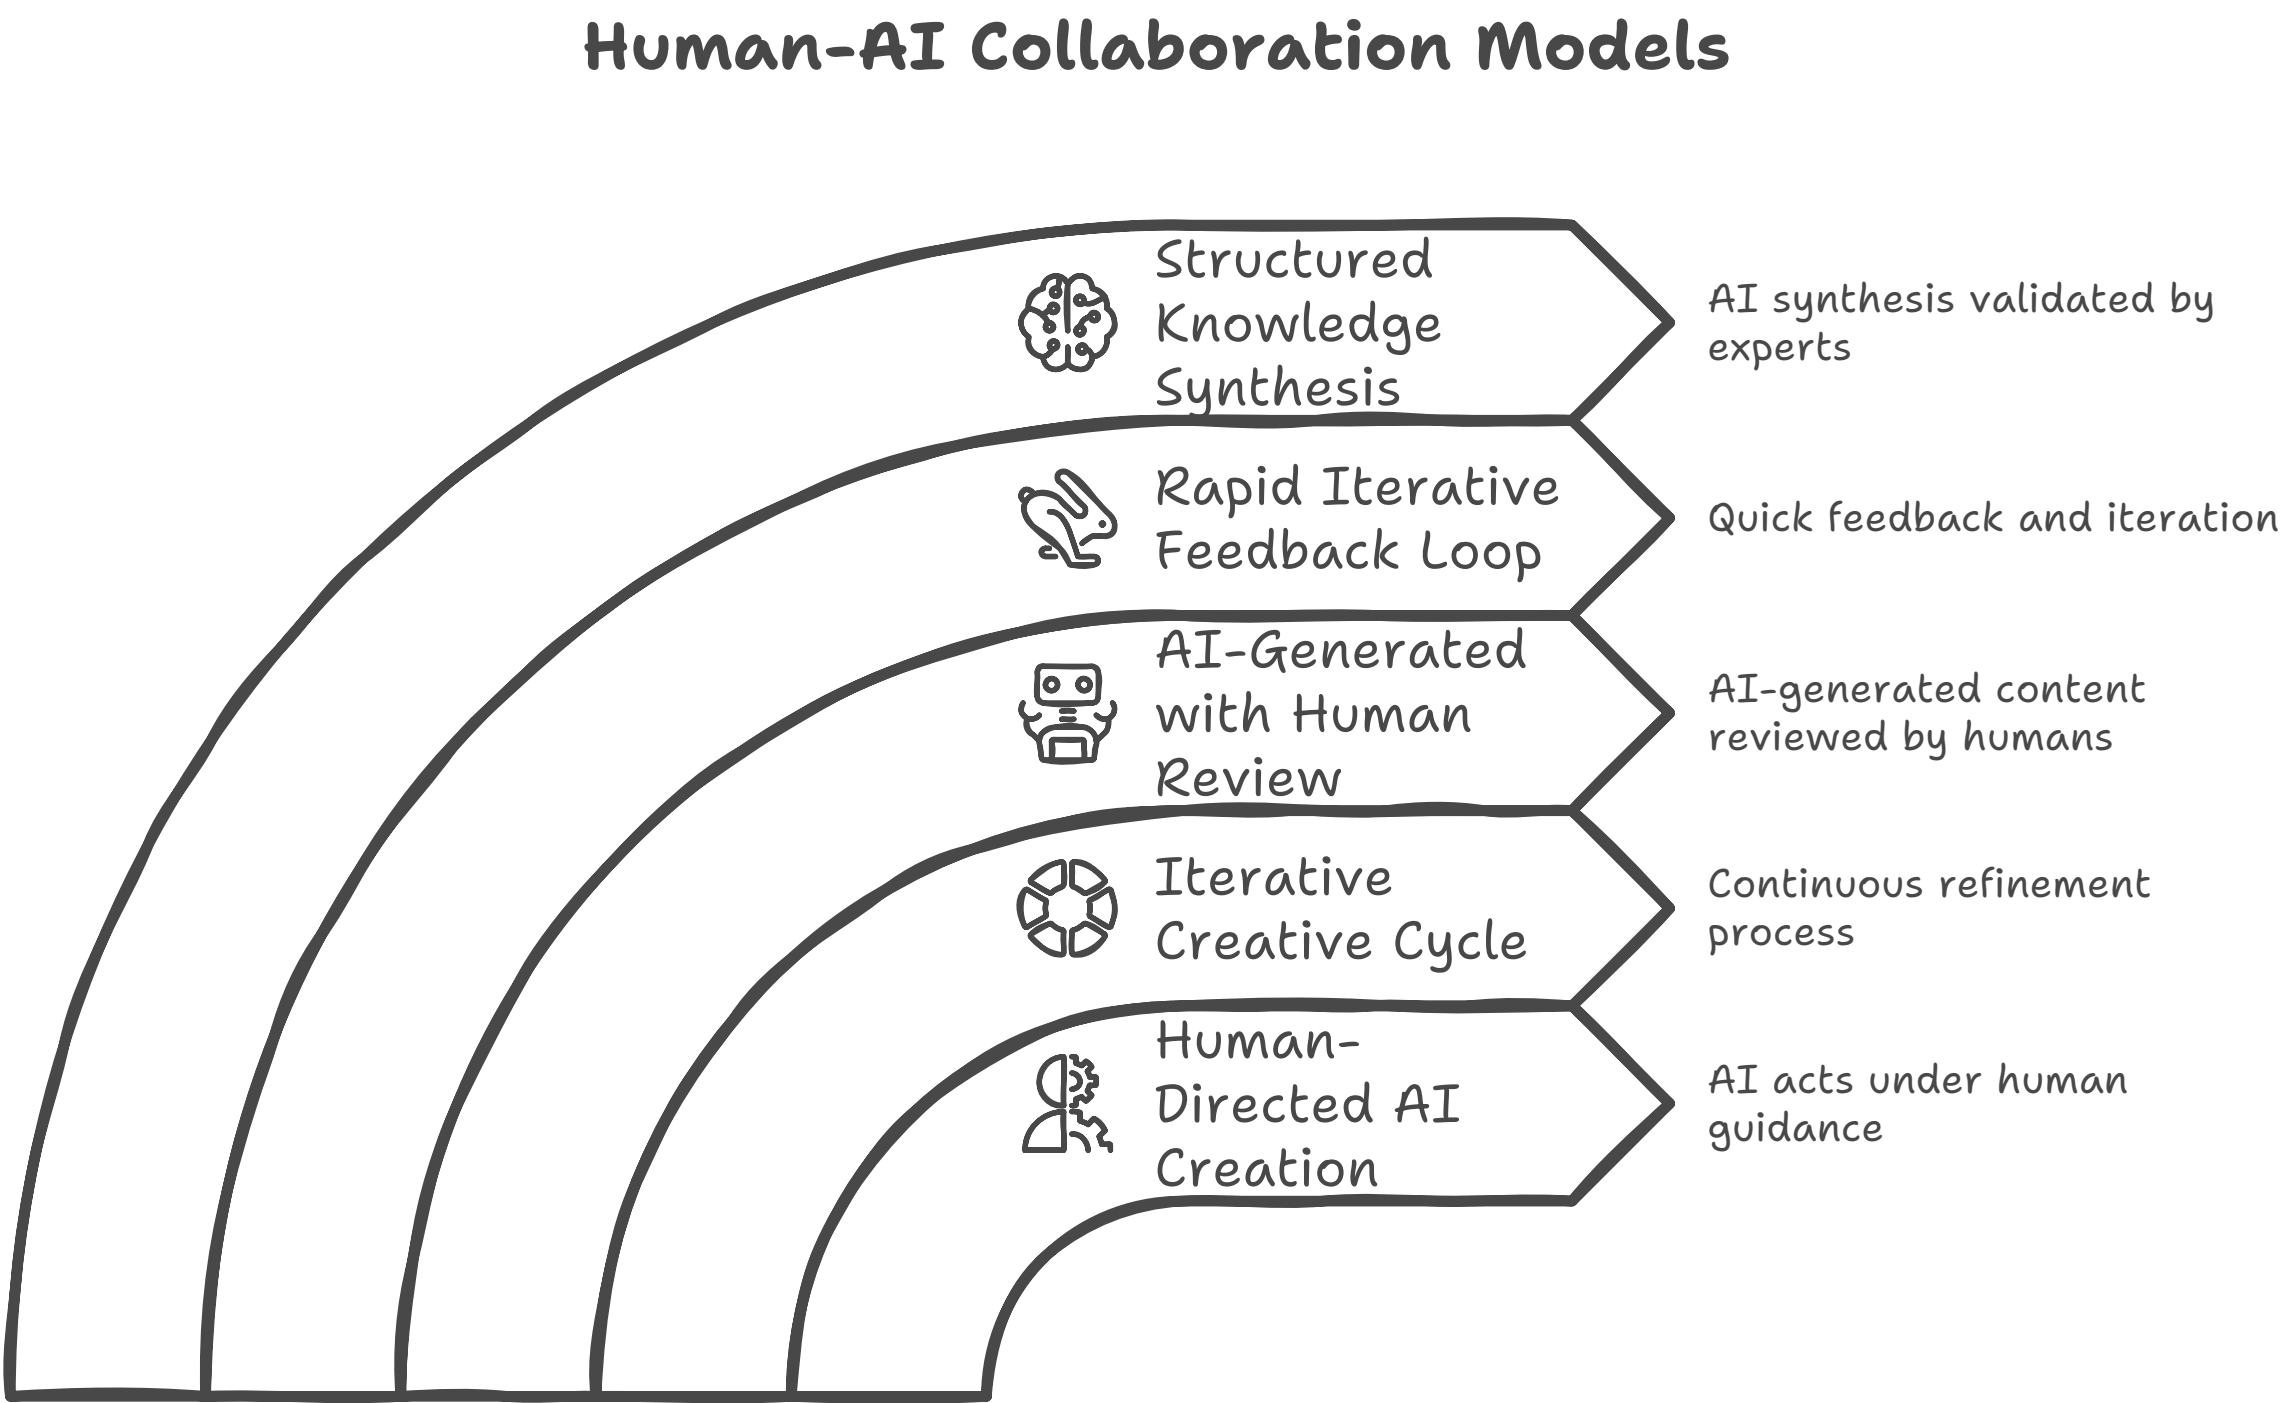 Human-AI Collaboration Models
Structured
Knowledge
Synthesis
AI synthesis validated by
experts
Rapid Iterative
Feedback Loop
Quick feedback and iteration
AI-Generated
with Human
Review
AI-generated content
reviewed by humans
Iterative
Creative Cycle
Continuous refinement
process
Human-
Directed AI
Creation
AI acts under human
guidance